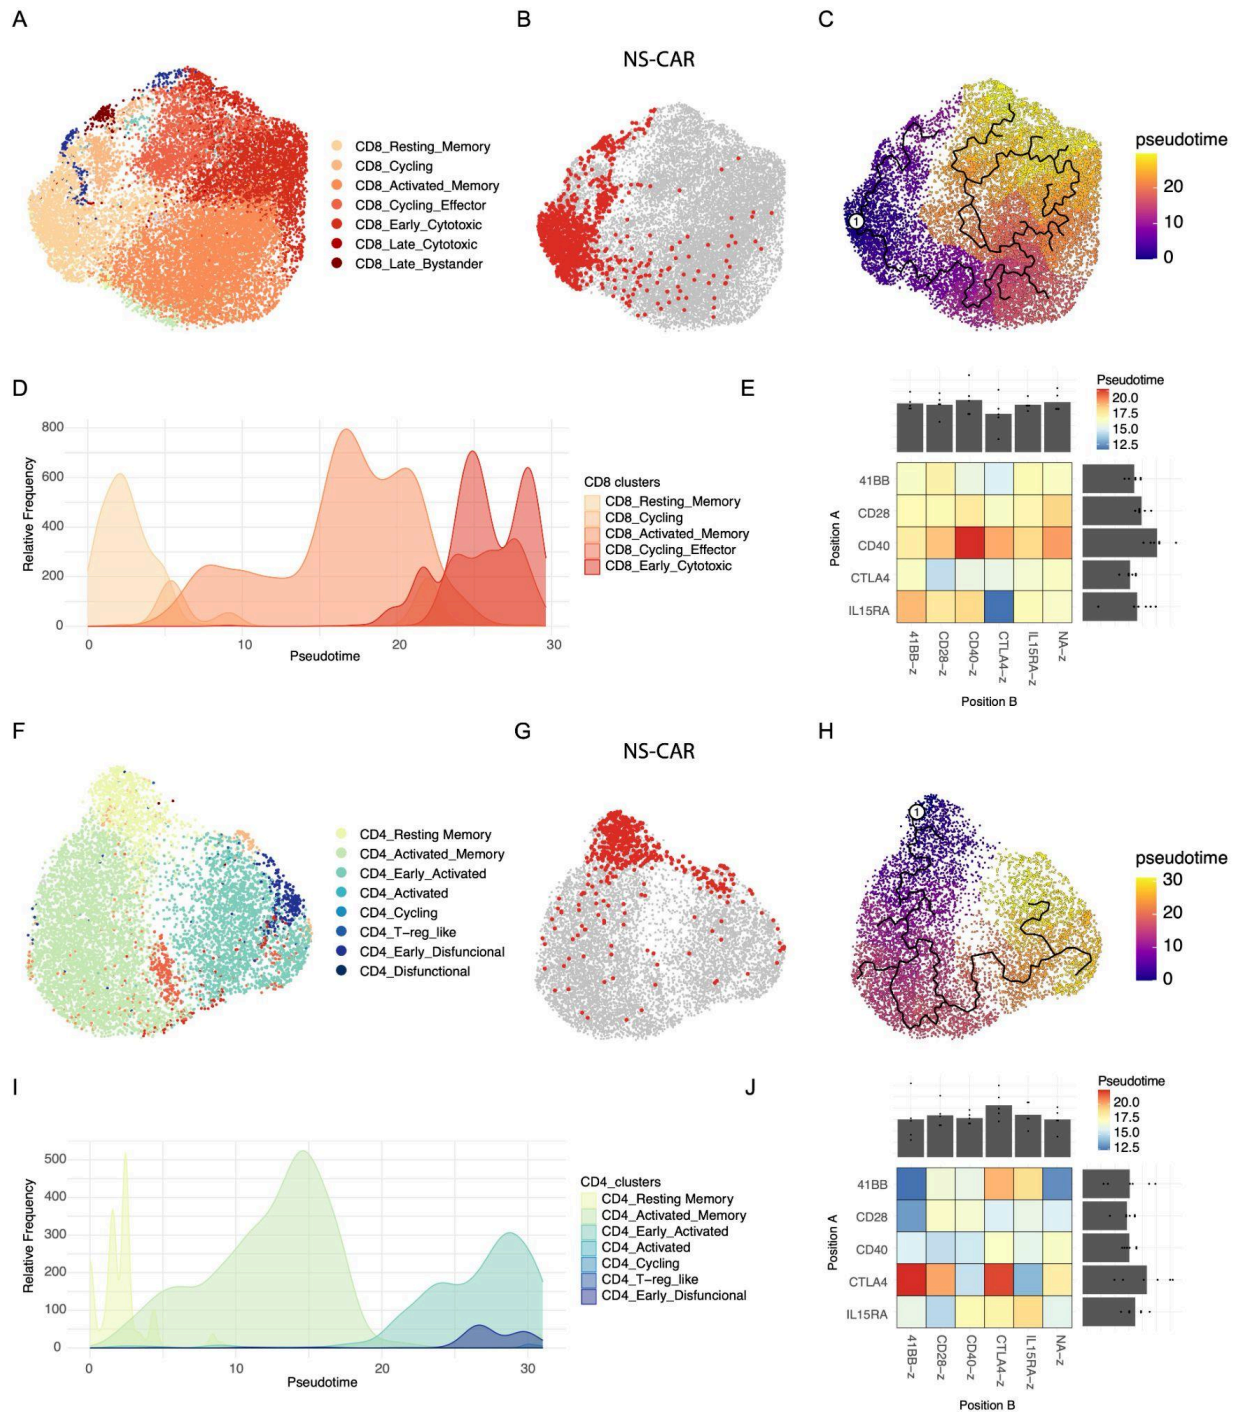 A
B
C
NS-CAR
CD8_Resting_Memory
CD8_Cycling
CD8_Activated_Memory
CD8_Cycling_Effector
CD8_Early_Cytotoxic
CD8_Late_Cytotoxic
CD8_Late_Bystander
1
pseudotime
20
10
0
D
E
800
600
400
200
0
Relative Frequency
0
10
20
30
Pseudotime
CD8 clusters
CD8_Resting_Memory
CD8_Cycling
CD8_Activated_Memory
CD8_Cycling_Effector
CD8_Early_Cytotoxic
Pseudotime
20.0
17.5
15.0
12.5
Position A
41BB
CD28
CD40
CTLA4
IL15RA
41BB-z
CD28-z
CD40-z
CTLA4-z
IL15RA-z
NA-z
Position B
F
G
H
NS-CAR
CD4_Resting Memory
CD4_Activated_Memory
CD4_Early_Activated
CD4_Activated
CD4_Cycling
CD4_T-reg_like
CD4_Early_Disfuncional
CD4_Disfunctional
1
pseudotime
30
20
10
0
I
J
500
400
300
200
100
0
Relative Frequency
0
10
20
30
Pseudotime
CD4_clusters
CD4_Resting Memory
CD4_Activated_Memory
CD4_Early_Activated
CD4_Activated
CD4_Cycling
CD4_T-reg_like
CD4_Early_Disfuncional
Pseudotime
20.0
17.5
15.0
12.5
Position A
41BB
CD28
CD40
CTLA4
IL15RA
41BB-z
CD28-z
CD40-z
CTLA4-z
IL15RA-z
NA-z
Position B